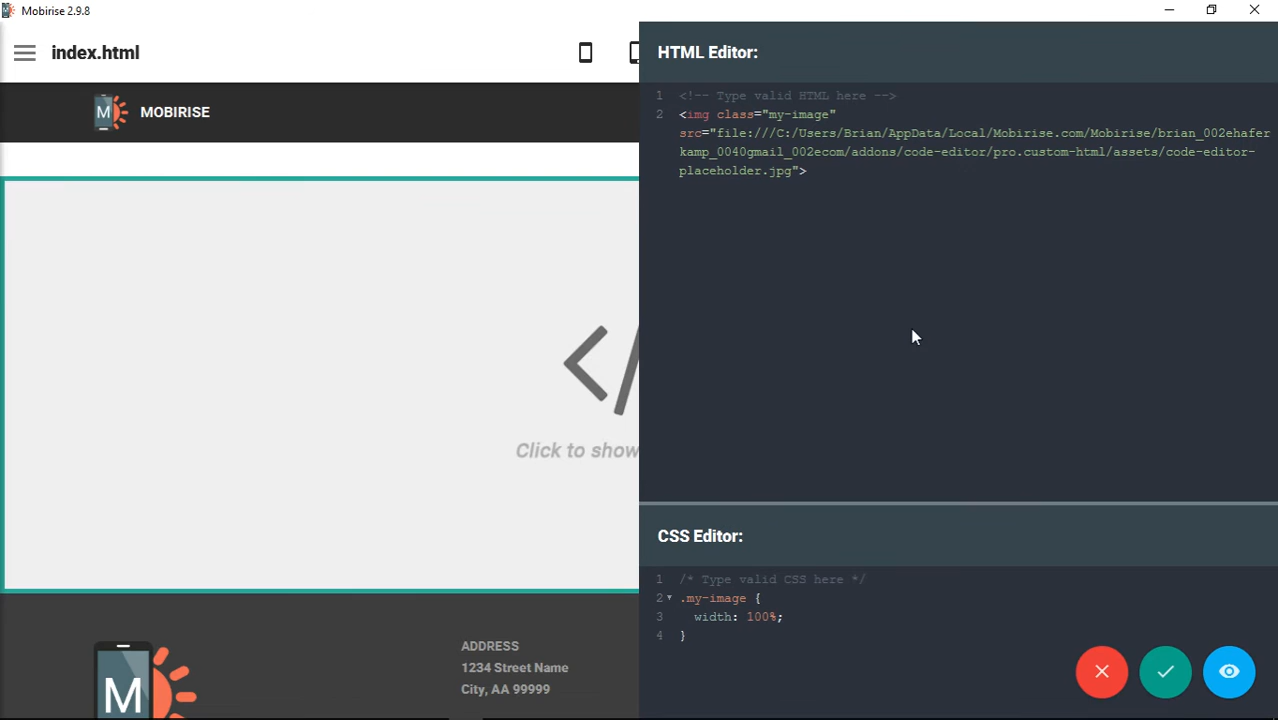 Mobirise 2.9.8
index.html
HTML Editor:
M MOBIRISE
1 <!-- Type valid HTML here -->
2 <img class="my-image"
src="file:///C:/Users/Brian/AppData/Local/Mobirise.com/Mobirise/brian_002ehafer
kamp_0040gmail_002ecom/addons/code-editor/pro.custom-html/assets/code-editor-
placeholder.jpg">
</
Click to show
CSS Editor:
1 /* Type valid CSS here */
2 .my-image {
3 width: 100%;
4 }
M
ADDRESS
1234 Street Name
City, AA 99999